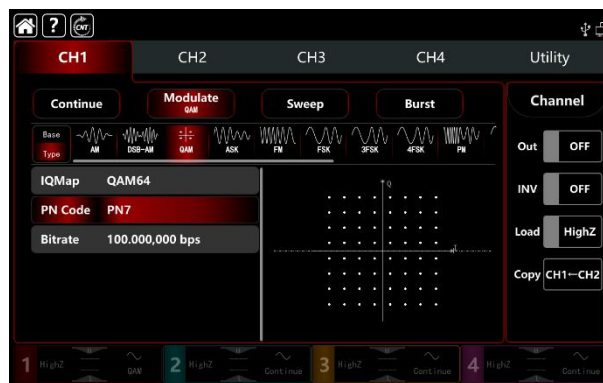 ? CNT
CH1 CH2 CH3 CH4 Utility
Continue Modulate QAM Sweep Burst Channel
Base Type AM DSB-AM QAM ASK FM FSK 3FSK 4FSK PM
Out OFF
IQMap QAM64
INV OFF
PN Code PN7
Bitrate 100.000,000 bps
Load HighZ
Copy CH1←CH2
Q
I
1 HighZ QAM 2 HighZ Continue 3 HighZ Continue 4 HighZ Continue